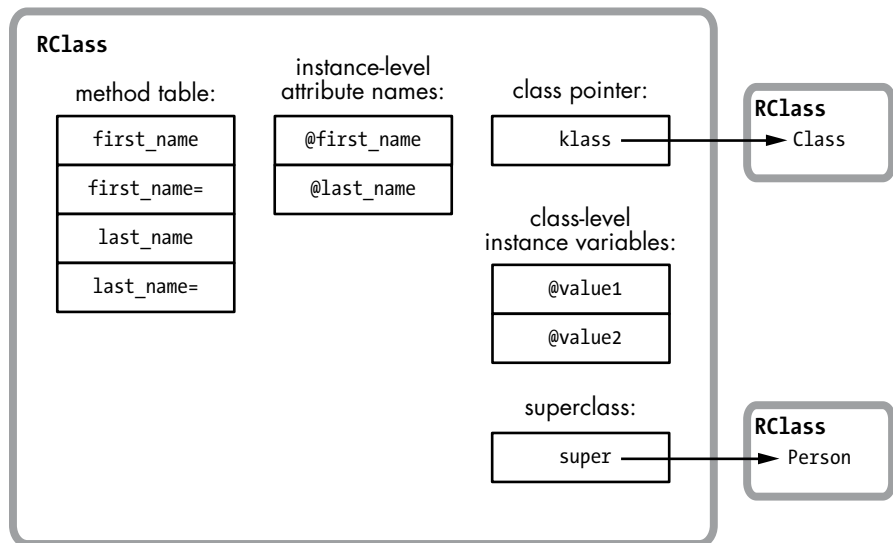 RClass
method table:
first_name
first_name=
last_name
last_name=
instance-level
attribute names:
@first_name
@last_name
class pointer:
klass
class-level
instance variables:
@value1
@value2
superclass:
super
RClass
Class
RClass
Person